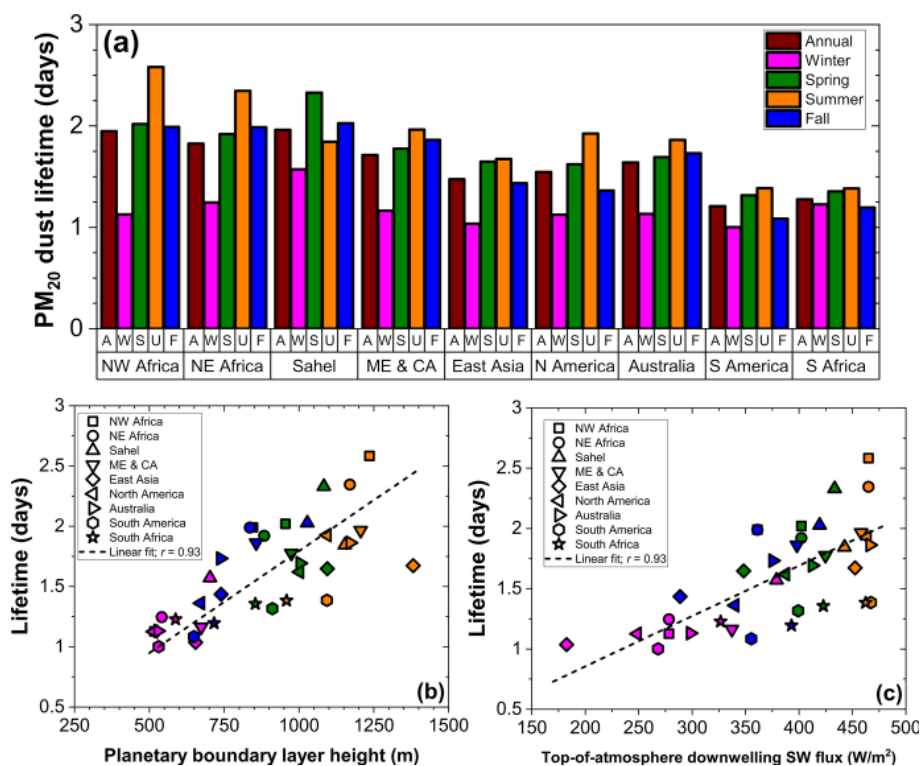 (a)
PM20 dust lifetime (days)
3
2
1
0
Annual
Winter
Spring
Summer
Fall
A W S U F A W S U F A W S U F A W S U F A W S U F A W S U F A W S U F A W S U F A W S U F
NW Africa NE Africa Sahel ME & CA East Asia N America Australia S America S Africa
3
2.5
2
1.5
1
0.5
Lifetime (days)
NW Africa
NE Africa
Sahel
ME & CA
East Asia
North America
Australia
South America
South Africa
Linear fit; r = 0.93
(b)
250 500 750 1000 1250 1500
Planetary boundary layer height (m)
3
2.5
2
1.5
1
0.5
Lifetime (days)
NW Africa
NE Africa
Sahel
ME & CA
East Asia
North America
Australia
South America
South Africa
Linear fit; r = 0.93
(c)
150 200 250 300 350 400 450 500
Top-of-atmosphere downwelling SW flux (W/m²)